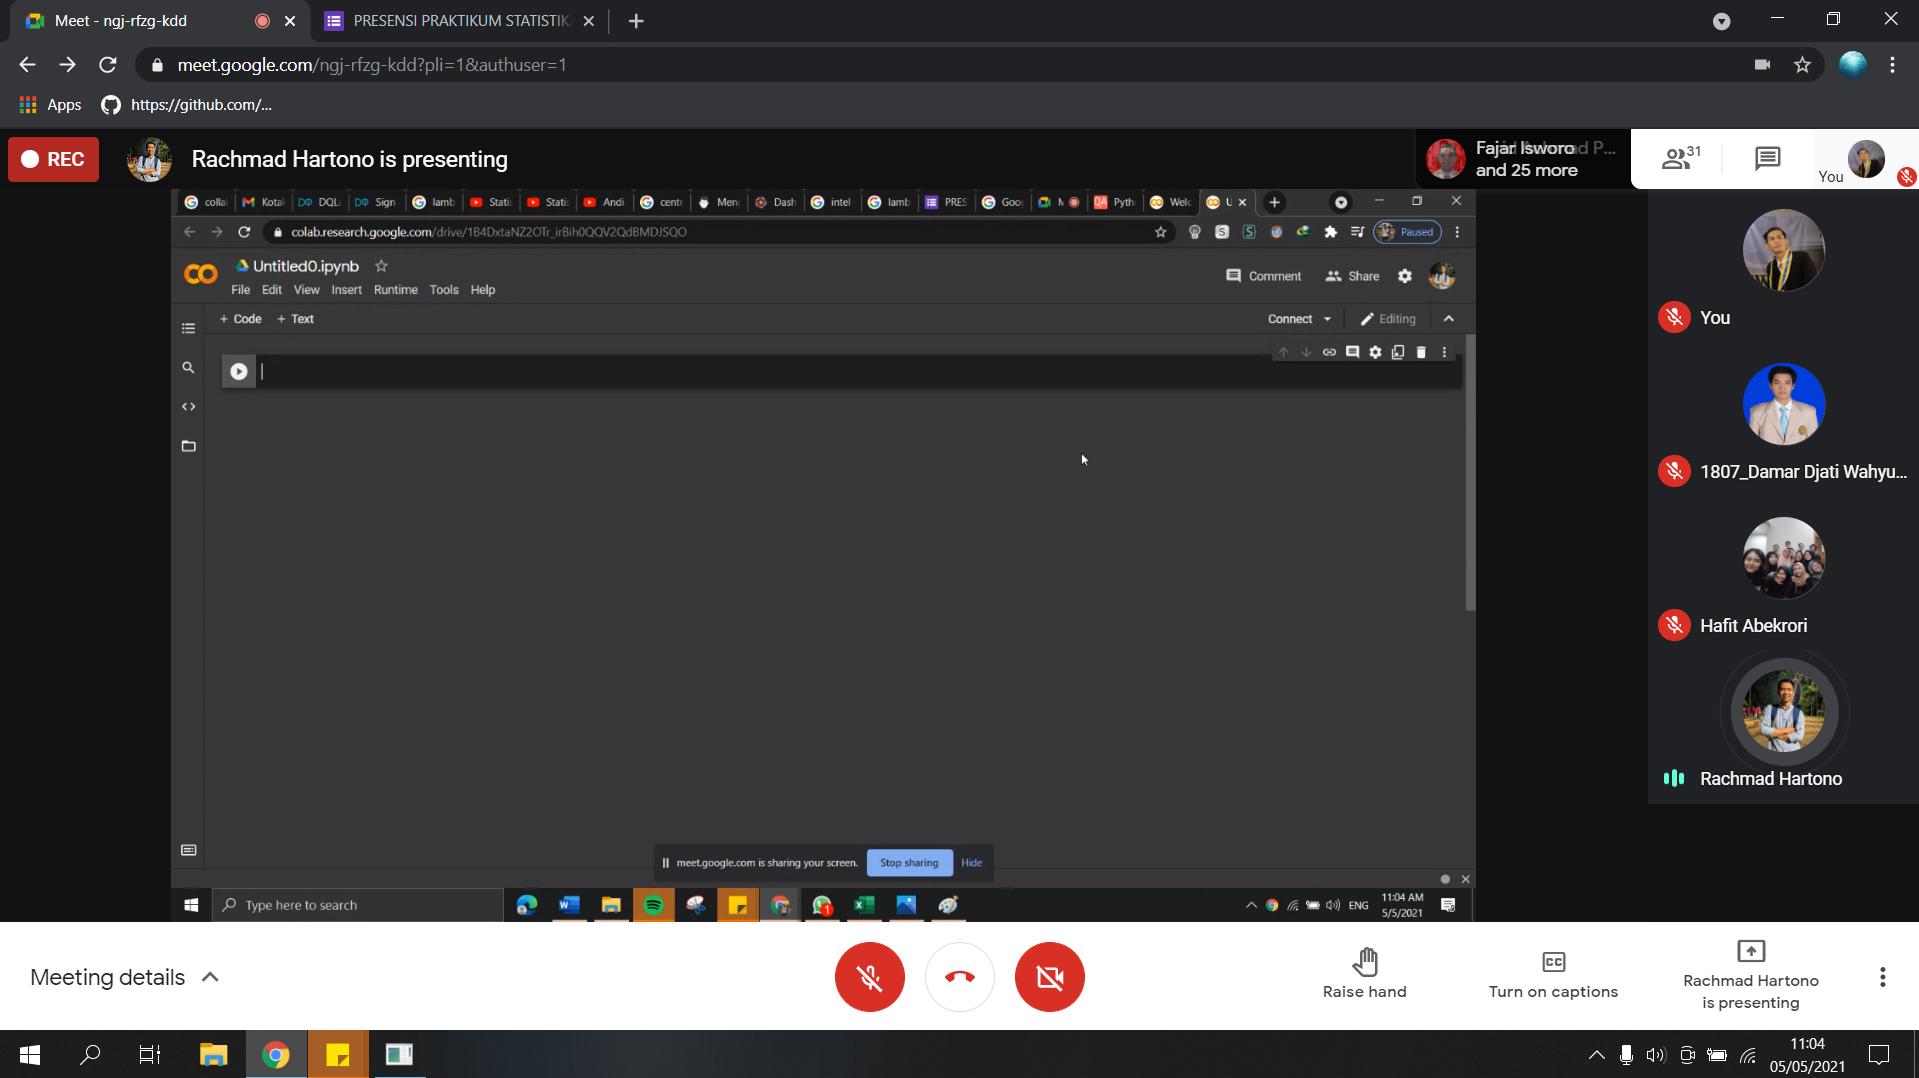 Meet - ngj-rfzg-kdd
PRESENSI PRAKTIKUM STATISTIK
meet.google.com/ngj-rfzg-kdd?pli=1&authuser=1
Apps
https://github.com/...
REC
Rachmad Hartono is presenting
Fajar Isworo
and 25 more
31
You
colla
Kotal
DQL
Sign
lamb
Statis
Statis
Andi
centr
Men
Dash
intel
lamb
PRES
Goo
M
Pyth
Welc
U
colab.research.google.com/drive/1B4DxtaNZ2OTr_irBih0QQV2QdBMDJSQO
Paused
Untitled0.ipynb
File Edit View Insert Runtime Tools Help
Comment
Share
+ Code + Text
Connect
Editing
You
1807_Damar Djati Wahyu...
Hafit Abekrori
Rachmad Hartono
meet.google.com is sharing your screen.
Stop sharing
Hide
Type here to search
ENG
11:04 AM
5/5/2021
Meeting details
Raise hand
Turn on captions
Rachmad Hartono
is presenting
11:04
05/05/2021